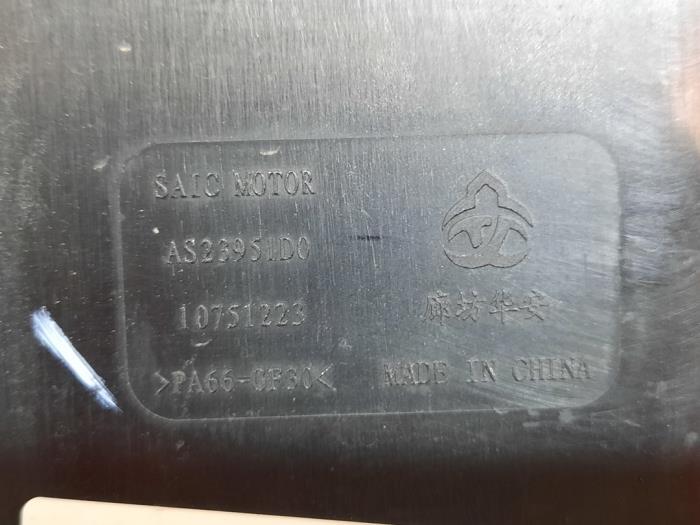 SAIC MOTOR
AS23951D0
10751223
廊坊华安
>PA66-GF30<
MADE IN CHINA